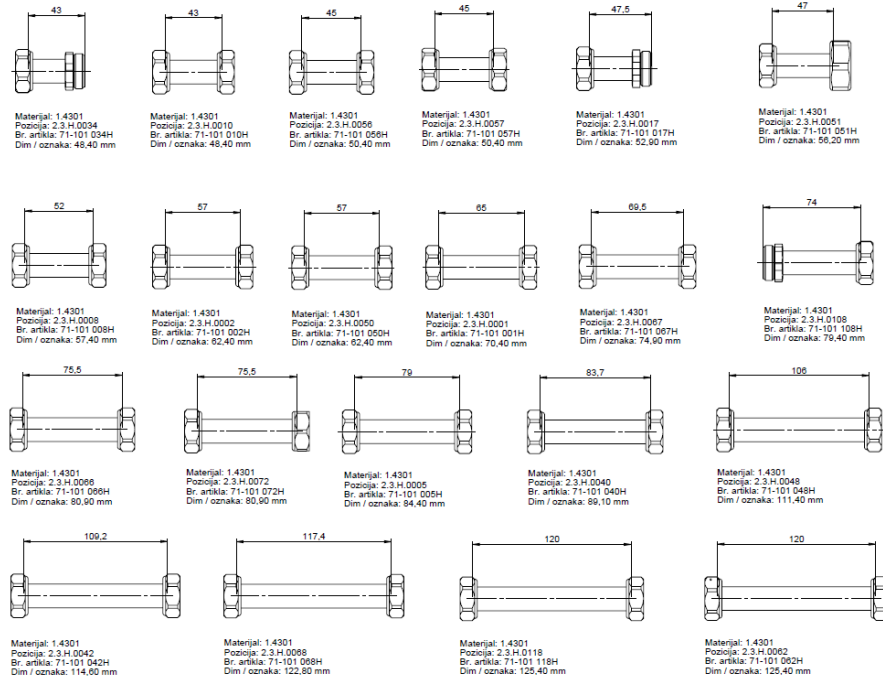 43
43
45
45
47,5
47
Materijal: 1.4301
Pozicija: 2.3.H.0034
Br. artikla: 71-101 034H
Dim / oznaka: 48,40 mm
Materijal: 1.4301
Pozicija: 2.3.H.0010
Br. artikla: 71-101 010H
Dim / oznaka: 48,40 mm
Materijal: 1.4301
Pozicija: 2.3.H.0056
Br. artikla: 71-101 056H
Dim / oznaka: 50,40 mm
Materijal: 1.4301
Pozicija: 2.3.H.0057
Br. artikla: 71-101 057H
Dim / oznaka: 50,40 mm
Materijal: 1.4301
Pozicija: 2.3.H.0017
Br. artikla: 71-101 017H
Dim / oznaka: 52,90 mm
Materijal: 1.4301
Pozicija: 2.3.H.0051
Br. artikla: 71-101 051H
Dim / oznaka: 56,20 mm
52
57
57
65
69,5
74
Materijal: 1.4301
Pozicija: 2.3.H.0008
Br. artikla: 71-101 008H
Dim / oznaka: 57,40 mm
Materijal: 1.4301
Pozicija: 2.3.H.0002
Br. artikla: 71-101 002H
Dim / oznaka: 62,40 mm
Materijal: 1.4301
Pozicija: 2.3.H.0050
Br. artikla: 71-101 050H
Dim / oznaka: 62,40 mm
Materijal: 1.4301
Pozicija: 2.3.H.0001
Br. artikla: 71-101 001H
Dim / oznaka: 70,40 mm
Materijal: 1.4301
Pozicija: 2.3.H.0067
Br. artikla: 71-101 067H
Dim / oznaka: 74,90 mm
Materijal: 1.4301
Pozicija: 2.3.H.0108
Br. artikla: 71-101 108H
Dim / oznaka: 79,40 mm
75,5
75,5
79
83,7
106
Materijal: 1.4301
Pozicija: 2.3.H.0066
Br. artikla: 71-101 066H
Dim / oznaka: 80,90 mm
Materijal: 1.4301
Pozicija: 2.3.H.0072
Br. artikla: 71-101 072H
Dim / oznaka: 80,90 mm
Materijal: 1.4301
Pozicija: 2.3.H.0005
Br. artikla: 71-101 005H
Dim / oznaka: 84,40 mm
Materijal: 1.4301
Pozicija: 2.3.H.0040
Br. artikla: 71-101 040H
Dim / oznaka: 89,10 mm
Materijal: 1.4301
Pozicija: 2.3.H.0048
Br. artikla: 71-101 048H
Dim / oznaka: 111,40 mm
109,2
117,4
120
120
Materijal: 1.4301
Pozicija: 2.3.H.0042
Br. artikla: 71-101 042H
Dim / oznaka: 114,60 mm
Materijal: 1.4301
Pozicija: 2.3.H.0068
Br. artikla: 71-101 068H
Dim / oznaka: 122,80 mm
Materijal: 1.4301
Pozicija: 2.3.H.0118
Br. artikla: 71-101 118H
Dim / oznaka: 125,40 mm
Materijal: 1.4301
Pozicija: 2.3.H.0062
Br. artikla: 71-101 062H
Dim / oznaka: 125,40 mm